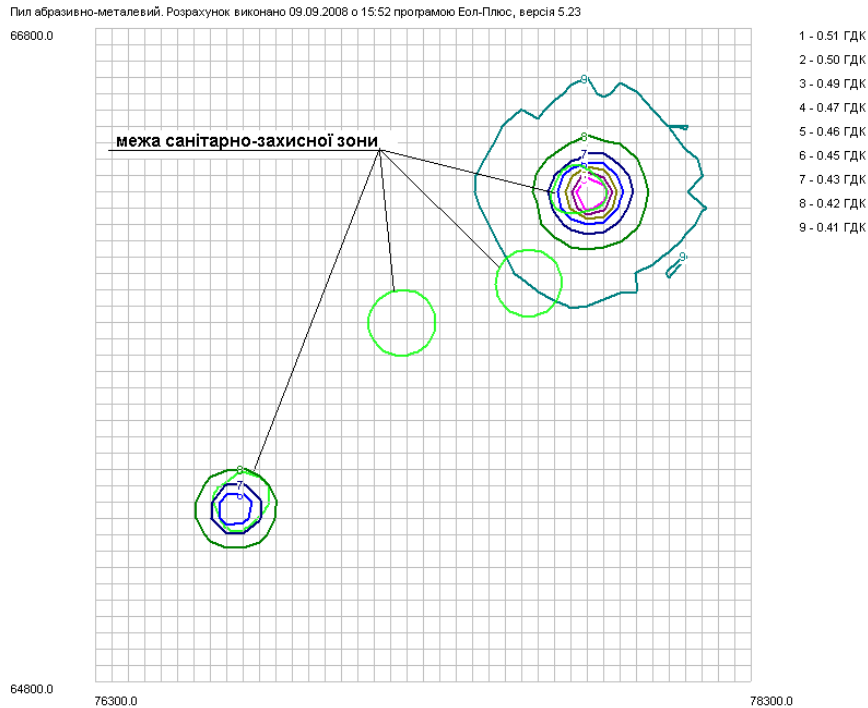 Пил абразивно-металевий. Розрахунок виконано 09.09.2008 о 15:52 програмою Еол-Плюс, версія 5.23
66800.0
1 - 0.51 ГДК
2 - 0.50 ГДК
3 - 0.49 ГДК
4 - 0.47 ГДК
5 - 0.46 ГДК
6 - 0.45 ГДК
7 - 0.43 ГДК
8 - 0.42 ГДК
9 - 0.41 ГДК
9
8
7
межа санітарно-захисної зони
9
8
7
6
64800.0
76300.0
78300.0